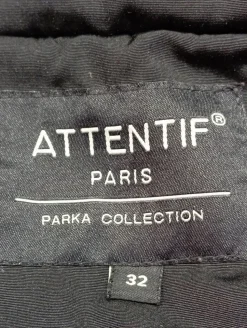 ATTENTIF®
PARIS
PARKA COLLECTION
32